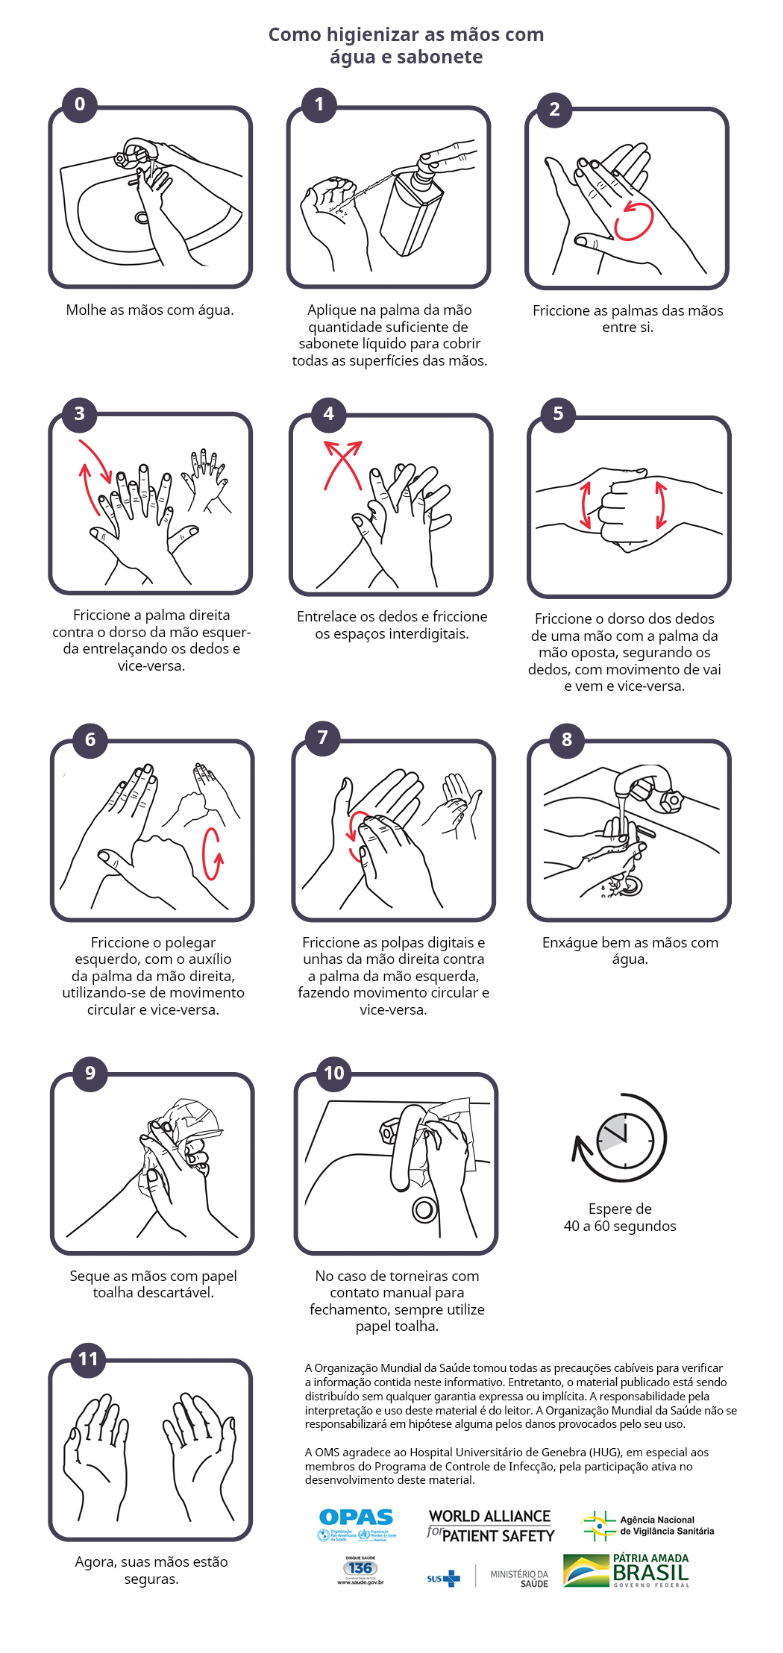 Como higienizar as mãos com
água e sabonete
0
Molhe as mãos com água.
1
Aplique na palma da mão
quantidade suficiente de
sabonete líquido para cobrir
todas as superfícies das mãos.
2
Friccione as palmas das mãos
entre si.
3
Friccione a palma direita
contra o dorso da mão esquer-
da entrelaçando os dedos e
vice-versa.
4
Entrelace os dedos e friccione
os espaços interdigitais.
5
Friccione o dorso dos dedos
de uma mão com a palma da
mão oposta, segurando os
dedos, com movimento de vai
e vem e vice-versa.
6
Friccione o polegar
esquerdo, com o auxílio
da palma da mão direita,
utilizando-se de movimento
circular e vice-versa.
7
Friccione as polpas digitais e
unhas da mão direita contra
a palma da mão esquerda,
fazendo movimento circular e
vice-versa.
8
Enxágue bem as mãos com
água.
9
Seque as mãos com papel
toalha descartável.
10
No caso de torneiras com
contato manual para
fechamento, sempre utilize
papel toalha.
Espere de
40 a 60 segundos
11
Agora, suas mãos estão
seguras.
A Organização Mundial da Saúde tomou todas as precauções cabíveis para verificar
a informação contida neste informativo. Entretanto, o material publicado está sendo
distribuído sem qualquer garantia expressa ou implícita. A responsabilidade pela
interpretação e uso deste material é do leitor. A Organização Mundial da Saúde não se
responsabilizará em hipótese alguma pelos danos provocados pelo seu uso.
A OMS agradece ao Hospital Universitário de Genebra (HUG), em especial aos
membros do Programa de Controle de Infecção, pela participação ativa no
desenvolvimento deste material.
OPAS
WORLD ALLIANCE
for PATIENT SAFETY
Agência Nacional
de Vigilância Sanitária
DISQUE SAÚDE
136
www.saude.gov.br
SUS
MINISTÉRIO DA
SAÚDE
PÁTRIA AMADA
BRASIL
GOVERNO FEDERAL